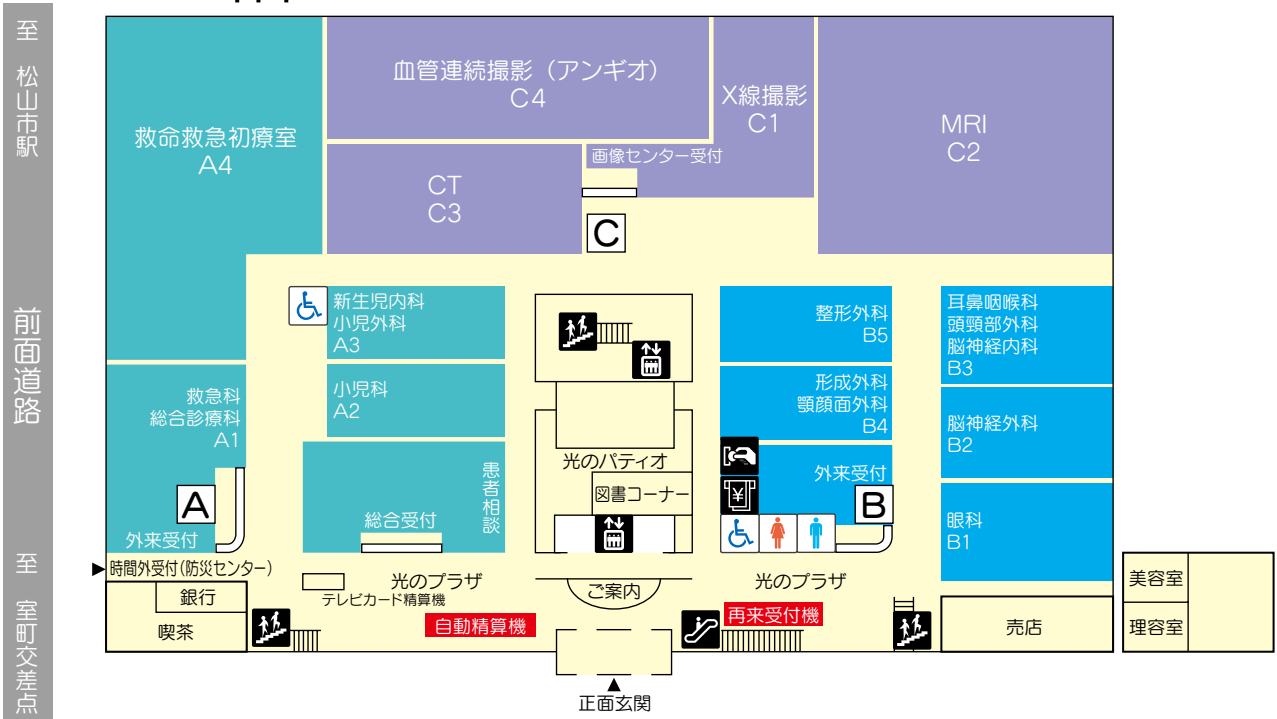 至 松山市駅
前面道路
至 室町交差点
救命救急初療室
A4
血管連続撮影（アンギオ）
C4
X線撮影
C1
MRI
C2
画像センター受付
CT
C3
C
新生児内科
小児外科
A3
小児科
A2
救急科
総合診療科
A1
A
外来受付
総合受付
患者相談
光のパティオ
図書コーナー
整形外科
B5
形成外科
顎顔面外科
B4
外来受付
B
耳鼻咽喉科
頭頸部外科
脳神経内科
B3
脳神経外科
B2
眼科
B1
時間外受付(防災センター)
銀行
喫茶
テレビカード精算機
光のプラザ
自動精算機
ご案内
光のプラザ
再来受付機
売店
美容室
理容室
正面玄関
¥